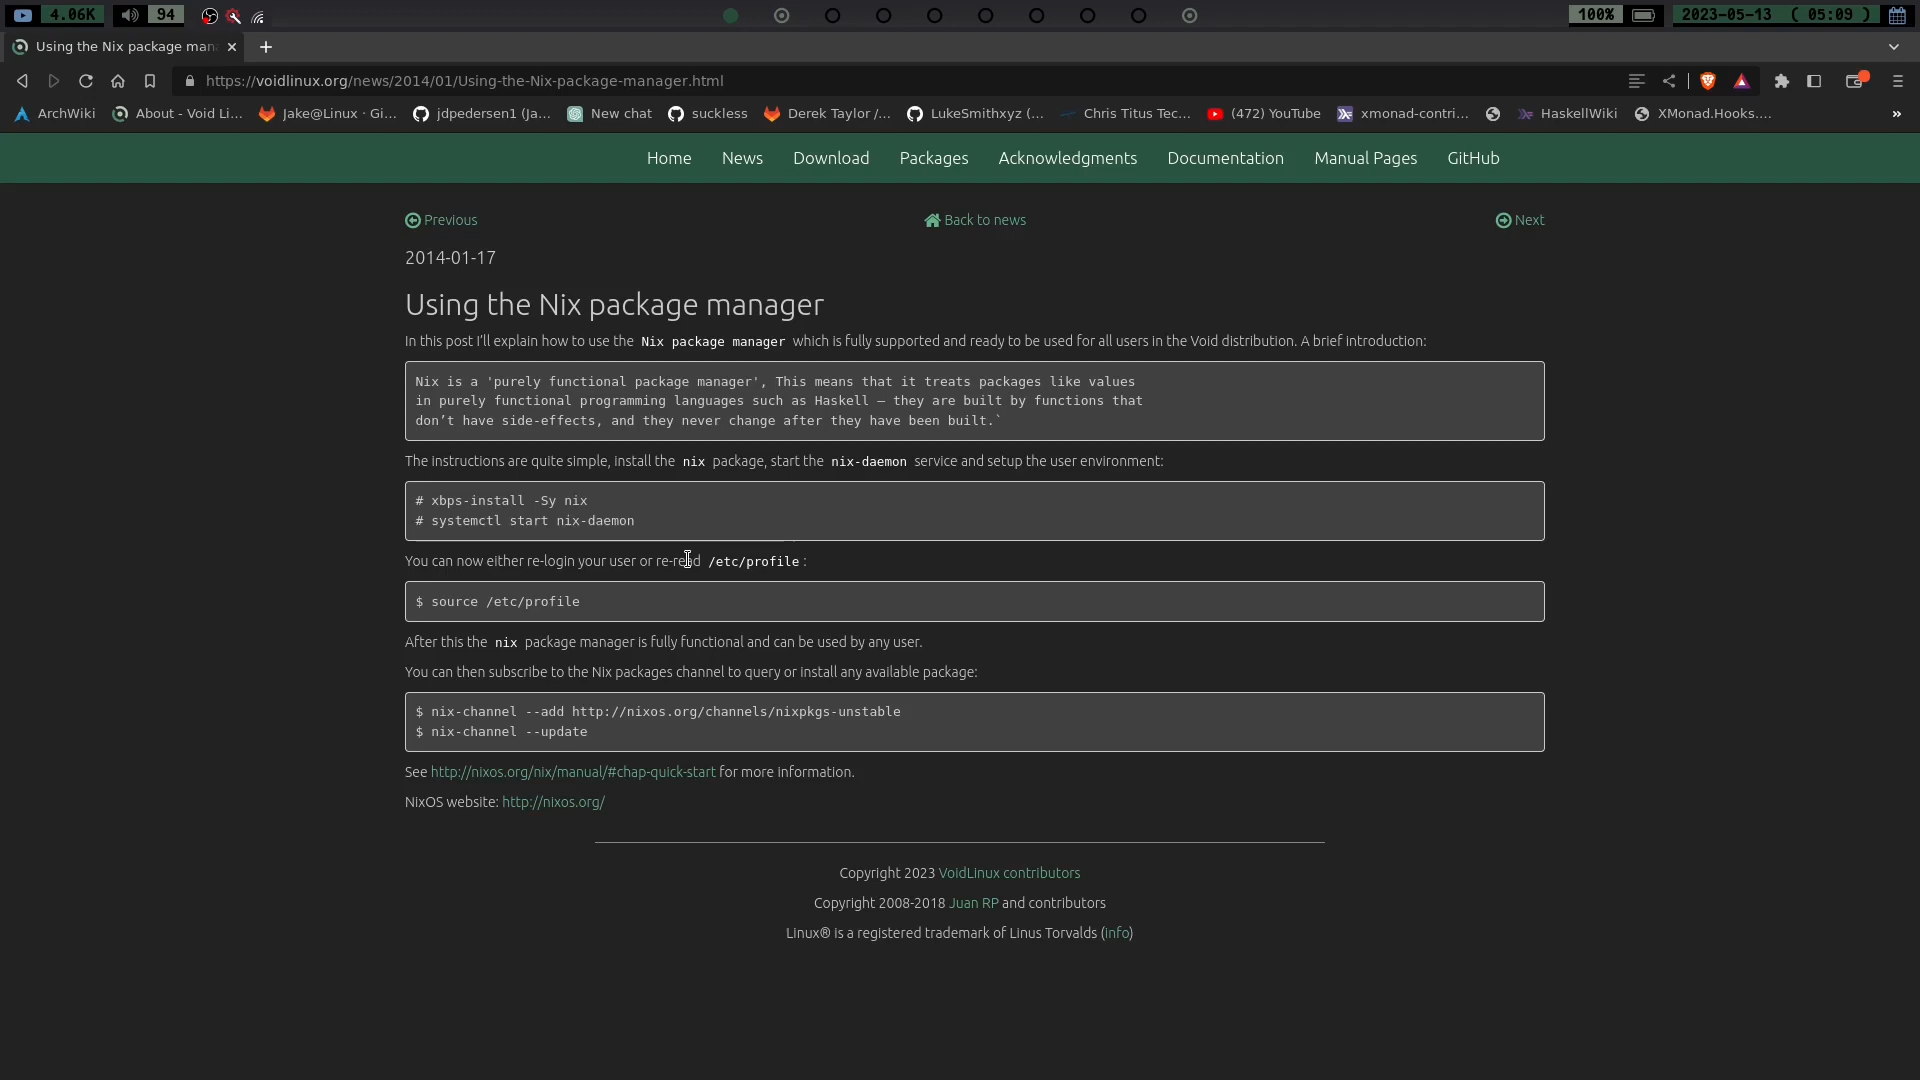 4.06K 94 100% 2023-05-13 ( 05:09 )
Using the Nix package man
https://voidlinux.org/news/2014/01/Using-the-Nix-package-manager.html
ArchWiki About - Void Li... Jake@Linux · Gi... jdpedersen1 (Ja... New chat suckless Derek Taylor /... LukeSmithxyz (... Chris Titus Tec... (472) YouTube xmonad-contri... HaskellWiki XMonad.Hooks.... »
Home News Download Packages Acknowledgments Documentation Manual Pages GitHub
Previous Back to news Next
2014-01-17
Using the Nix package manager
In this post I’ll explain how to use the Nix package manager which is fully supported and ready to be used for all users in the Void distribution. A brief introduction:
Nix is a 'purely functional package manager', This means that it treats packages like values
in purely functional programming languages such as Haskell — they are built by functions that
don’t have side-effects, and they never change after they have been built.`
The instructions are quite simple, install the nix package, start the nix-daemon service and setup the user environment:
# xbps-install -Sy nix
# systemctl start nix-daemon
You can now either re-login your user or re-read /etc/profile :
$ source /etc/profile
After this the nix package manager is fully functional and can be used by any user.
You can then subscribe to the Nix packages channel to query or install any available package:
$ nix-channel --add http://nixos.org/channels/nixpkgs-unstable
$ nix-channel --update
See http://nixos.org/nix/manual/#chap-quick-start for more information.
NixOS website: http://nixos.org/
Copyright 2023 VoidLinux contributors
Copyright 2008-2018 Juan RP and contributors
Linux® is a registered trademark of Linus Torvalds (info)